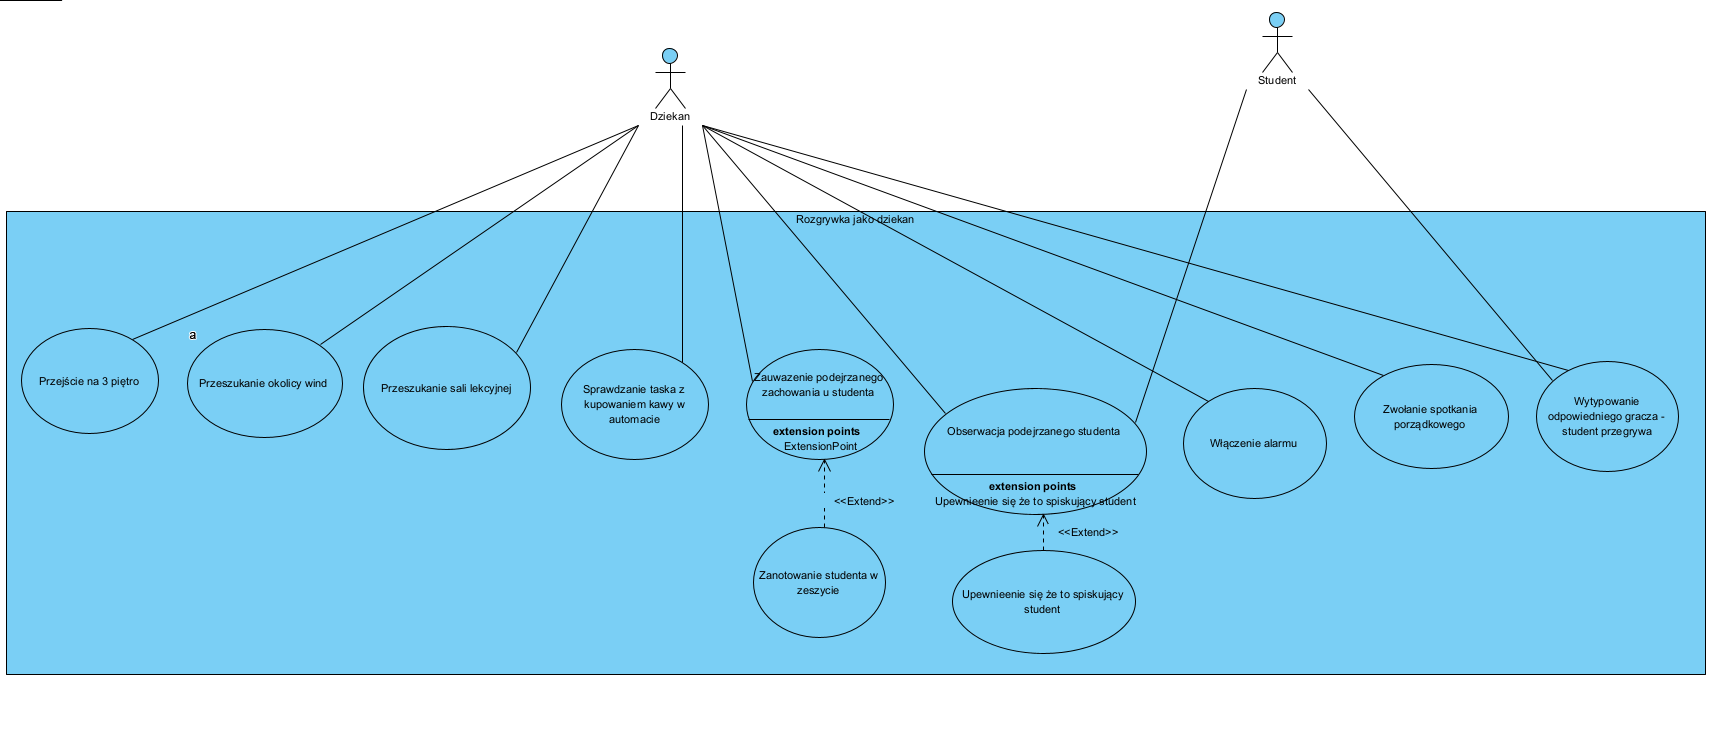 Student
Dziekan
Rozgrywka jako dziekan
a
Przejście na 3 piętro
Przeszukanie okolicy wind
Przeszukanie sali lekcyjnej
Sprawdzanie taska z
kupowaniem kawy w
automacie
Zauwazenie podejrzanego
zachowania u studenta
extension points
ExtensionPoint
<<Extend>>
Zanotowanie studenta w
zeszycie
Obserwacja podejrzanego studenta
extension points
Upewnieenie się że to spiskujący student
<<Extend>>
Upewnieenie się że to spiskujący
student
Włączenie alarmu
Zwołanie spotkania
porządkowego
Wytypowanie
odpowiedniego gracza -
student przegrywa